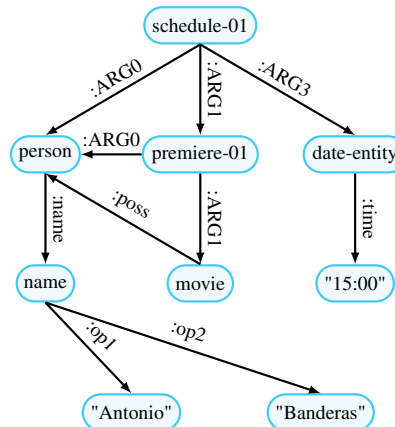 schedule-01
:ARG0
:ARG1
:ARG3
person
:ARG0
premiere-01
date-entity
:name
:poss
:ARG1
:time
name
movie
"15:00"
:op1
:op2
"Antonio"
"Banderas"